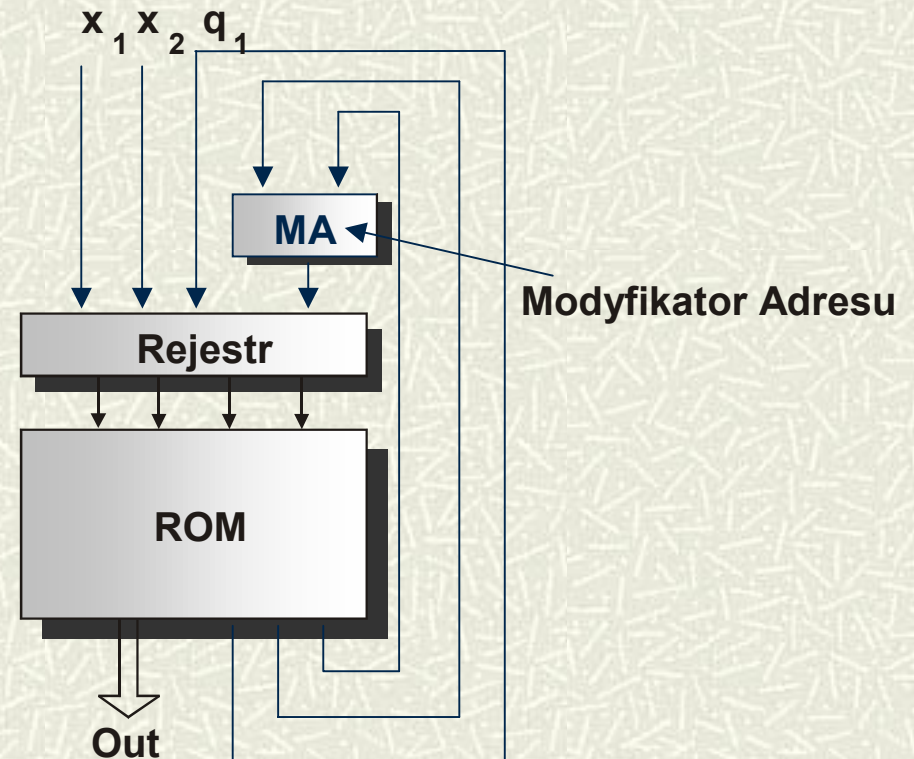 x 1 x 2 q 1
MA
Modyfikator Adresu
Rejestr
ROM
Out